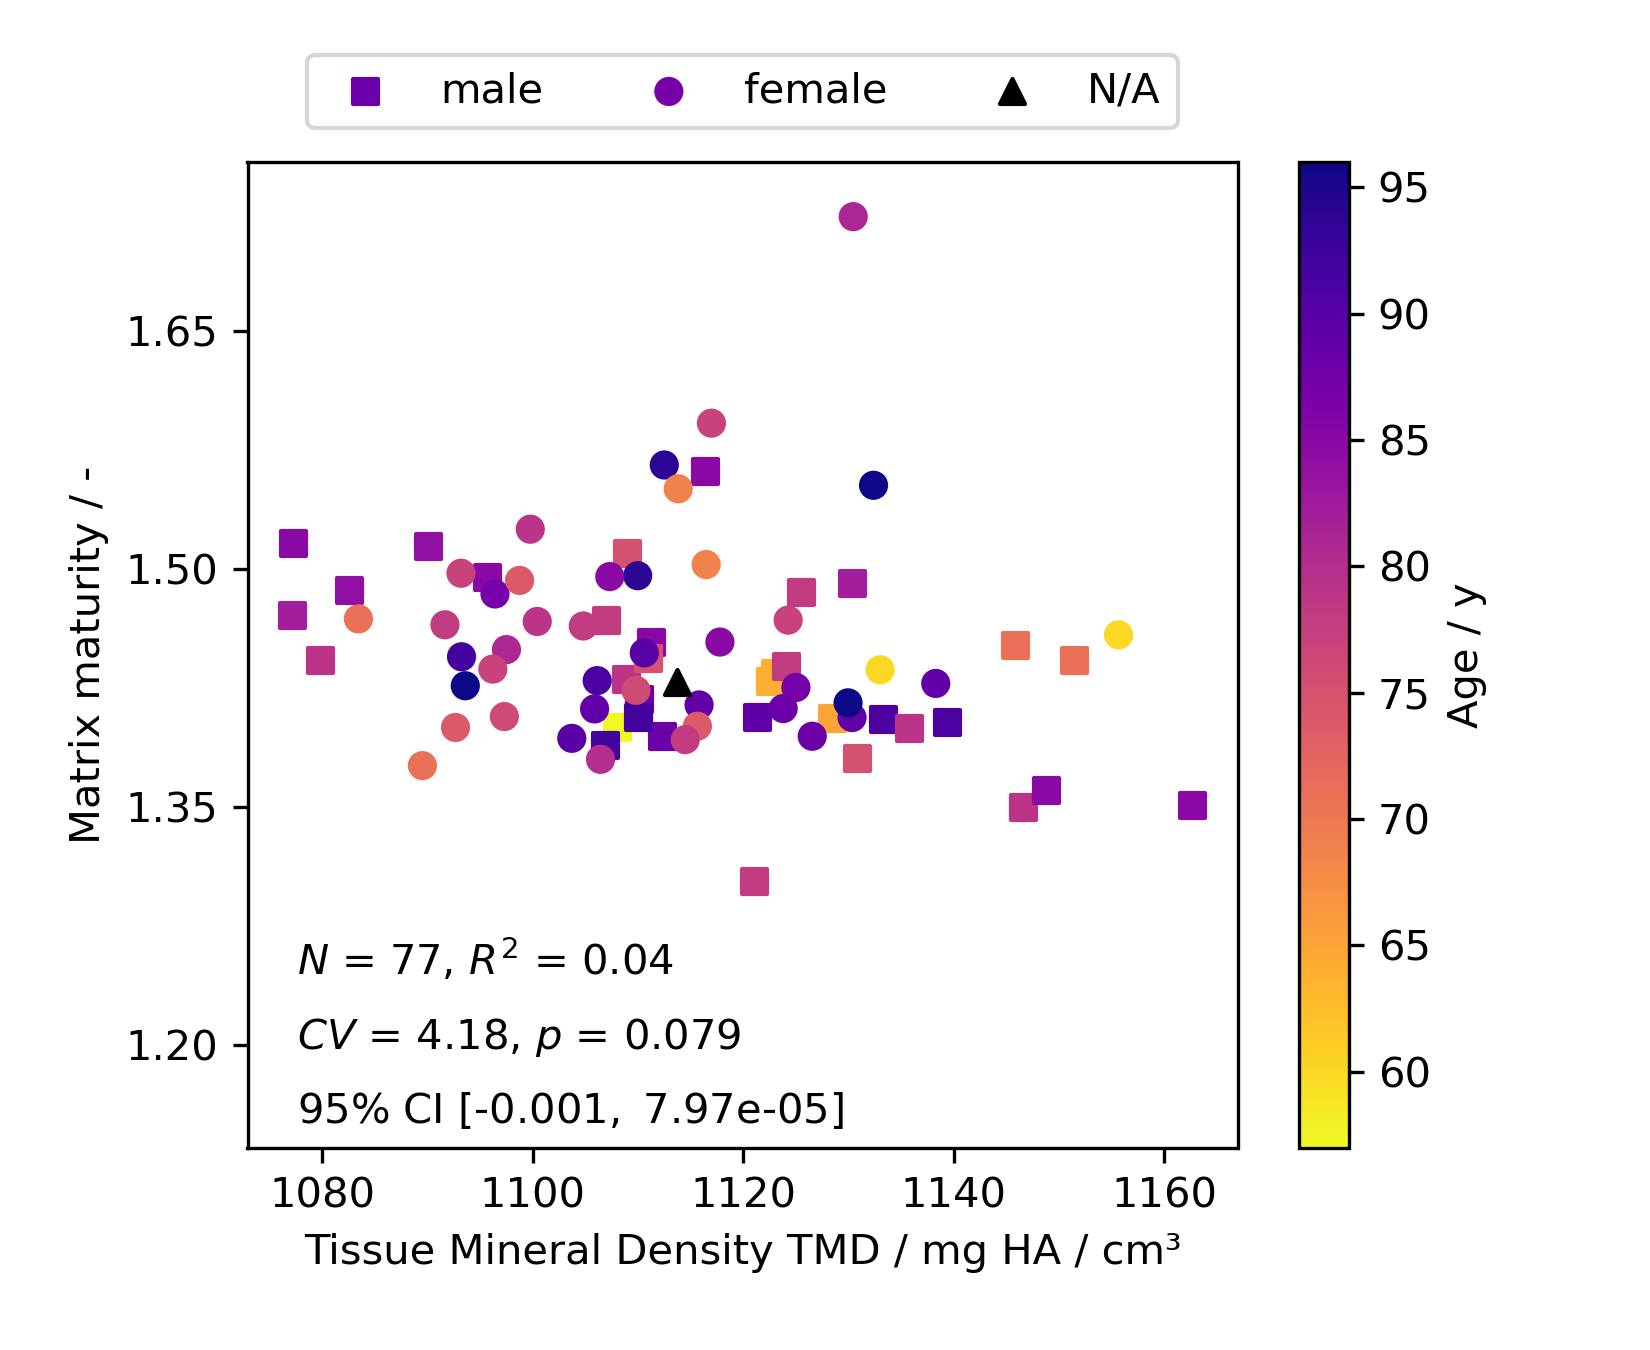 male female N/A
1.65
1.50
1.35
1.20
Matrix maturity / -
N = 77, R² = 0.04
CV = 4.18, p = 0.079
95% CI [-0.001, 7.97e-05]
1080 1100 1120 1140 1160
Tissue Mineral Density TMD / mg HA / cm³
95
90
85
80
75
70
65
60
Age / y